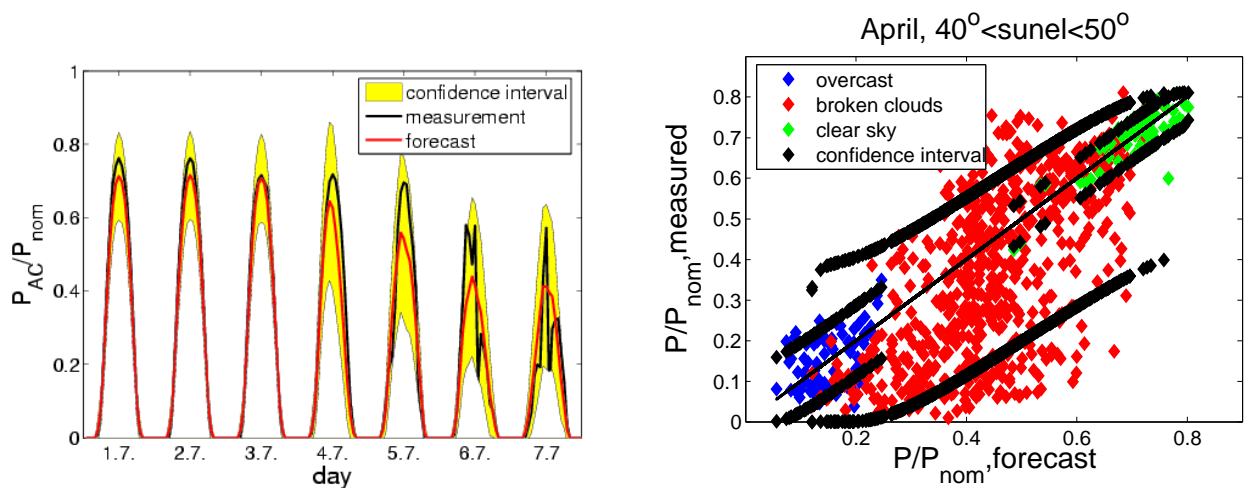 1
0.8
0.6
0.4
0.2
0
P_AC/P_nom
confidence interval
measurement
forecast
1.7.
2.7.
3.7.
4.7.
5.7.
6.7.
7.7
day
April, 40°<sunel<50°
0.8
0.7
0.6
0.5
0.4
0.3
0.2
0.1
0
P/P_nom,measured
overcast
broken clouds
clear sky
confidence interval
0.2
0.4
0.6
0.8
P/P_nom,forecast